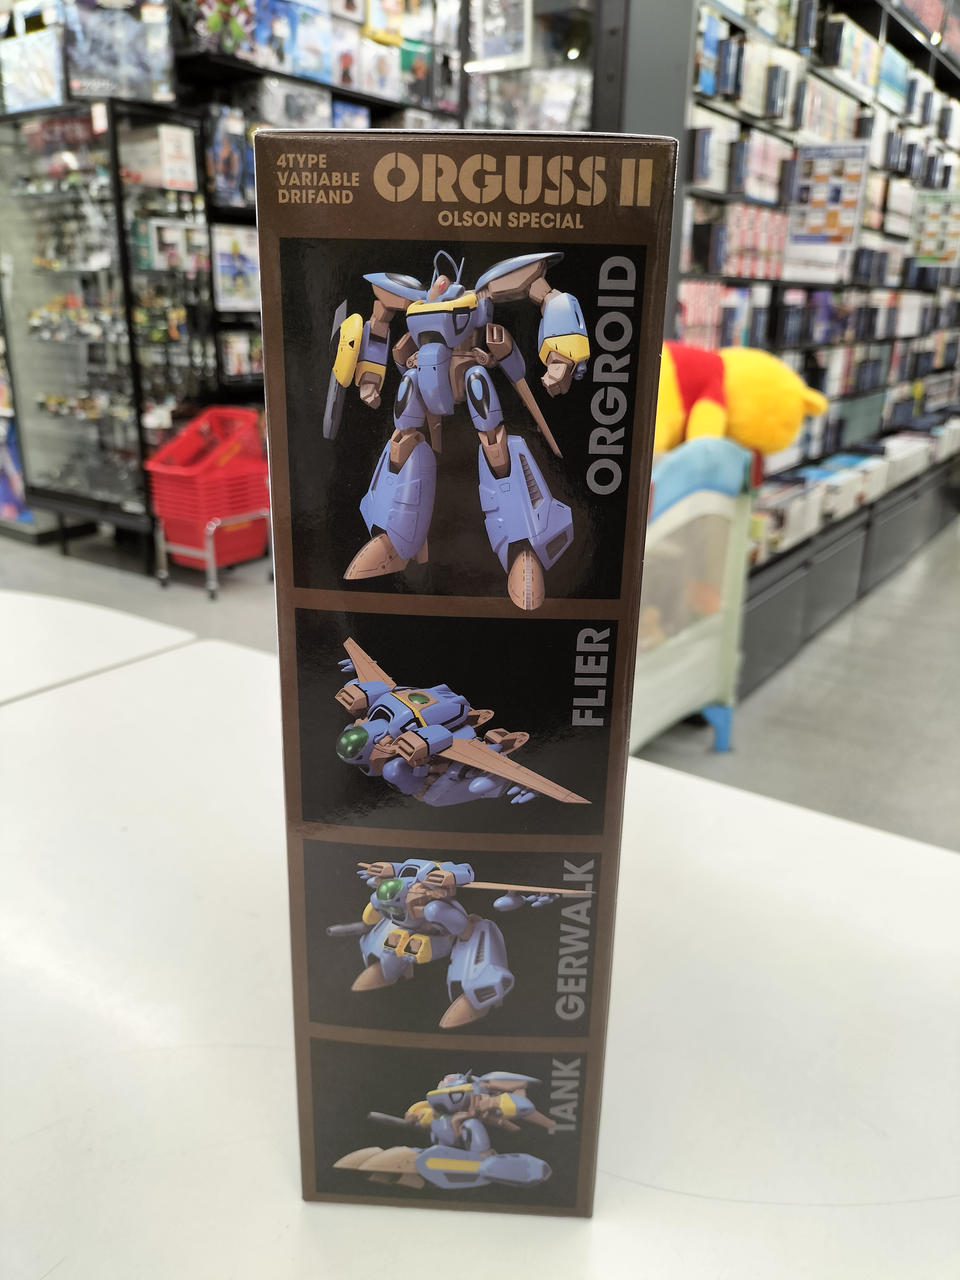 4TYPE
VARIABLE
DRIFAND
ORGUSS II
OLSON SPECIAL
ORGROID
FLIER
GERWALK
TANK